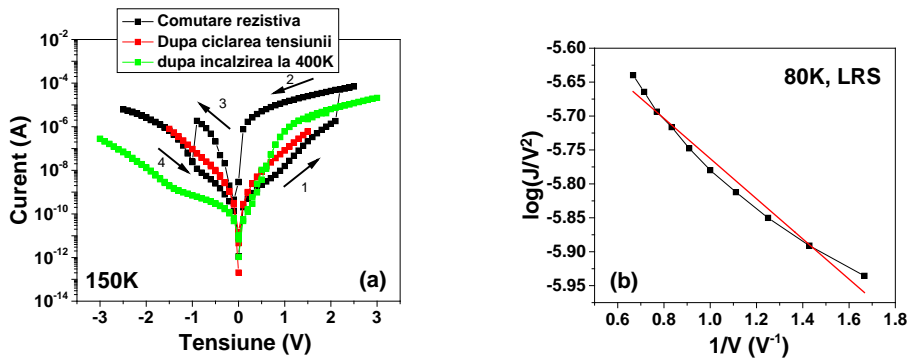 Comutare rezistiva
Dupa ciclarea tensiunii
dupa incalzirea la 400K
10⁰
10⁻²
10⁻⁴
10⁻⁶
10⁻⁸
10⁻¹⁰
10⁻¹²
10⁻¹⁴
Curent (A)
2
3
4
1
150K
(a)
-3 -2 -1 0 1 2 3
Tensiune (V)
-5.60
-5.65
-5.70
-5.75
-5.80
-5.85
-5.90
-5.95
log(J/V²)
80K, LRS
(b)
0.6 0.8 1.0 1.2 1.4 1.6 1.8
1/V (V⁻¹)